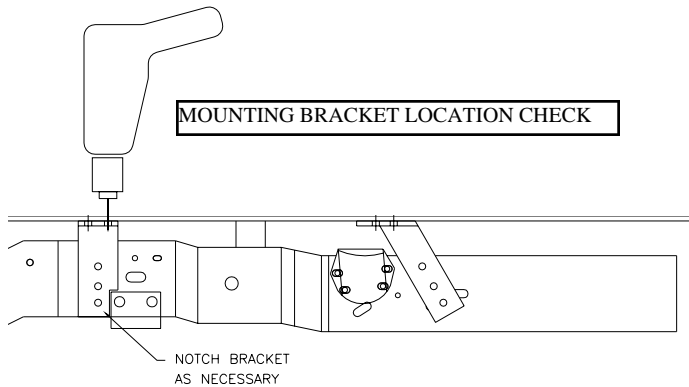 MOUNTING BRACKET LOCATION CHECK
NOTCH BRACKET
AS NECESSARY